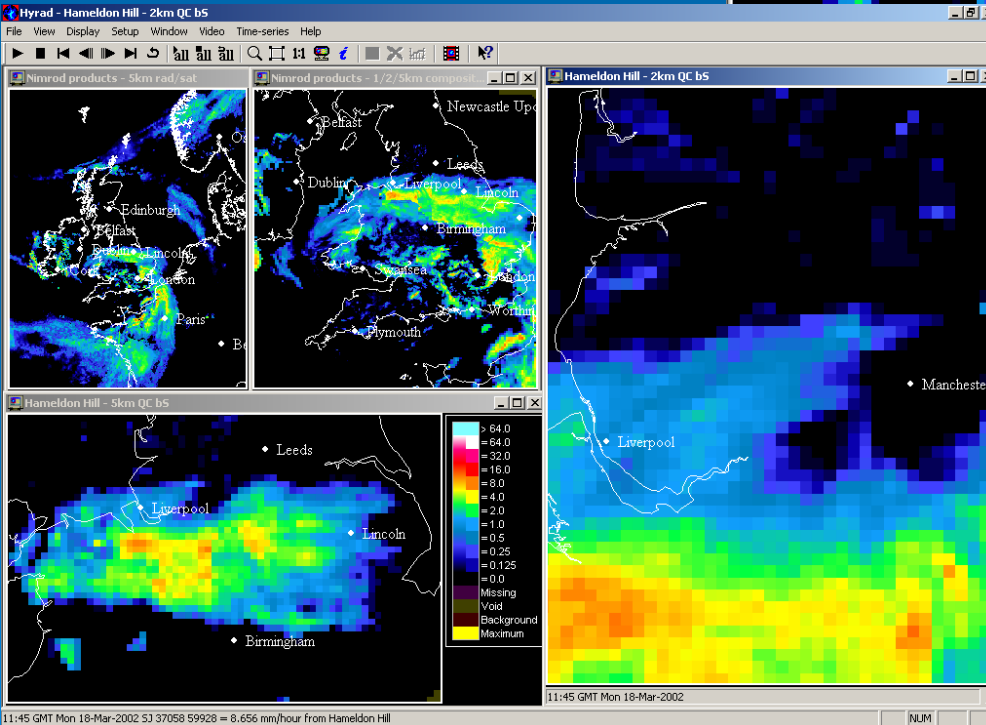 Hyrad - Hameldon Hill - 2km QC bS
File View Display Setup Window Video Time-series Help
all all all 1:1 i
Nimrod products - 5km rad/sat
Edinburgh
Belfast
Dublin
Lincoln
London
Paris
Nimrod products - 1/2/5km composit...
Newcastle Upo
Belfast
Leeds
Dublin
Liverpool
Lincoln
Birmingham
Swansea
London
Worthin
Plymouth
Hameldon Hill - 5km QC bS
Leeds
Liverpool
Lincoln
Birmingham
> 64.0
= 64.0
= 32.0
= 16.0
= 8.0
= 4.0
= 2.0
= 1.0
= 0.5
= 0.25
= 0.125
= 0.0
Missing
Void
Background
Maximum
Hameldon Hill - 2km QC bS
Mancheste
Liverpool
11:45 GMT Mon 18-Mar-2002
11:45 GMT Mon 18-Mar-2002 SJ 37058 59928 = 8.656 mm/hour from Hameldon Hill
NUM